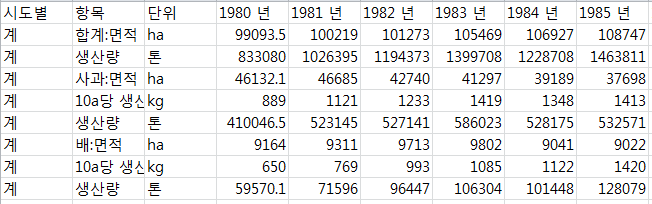 시도별 항목 단위 1980 년 1981 년 1982 년 1983 년 1984 년 1985 년
계 합계:면적 ha 99093.5 100219 101273 105469 106927 108747
계 생산량 톤 833080 1026395 1194373 1399708 1228708 1463811
계 사과:면적 ha 46132.1 46685 42740 41297 39189 37698
계 10a당 생산 kg 889 1121 1233 1419 1348 1413
계 생산량 톤 410046.5 523145 527141 586023 528175 532571
계 배:면적 ha 9164 9311 9713 9802 9041 9022
계 10a당 생산 kg 650 769 993 1085 1122 1420
계 생산량 톤 59570.1 71596 96447 106304 101448 128079